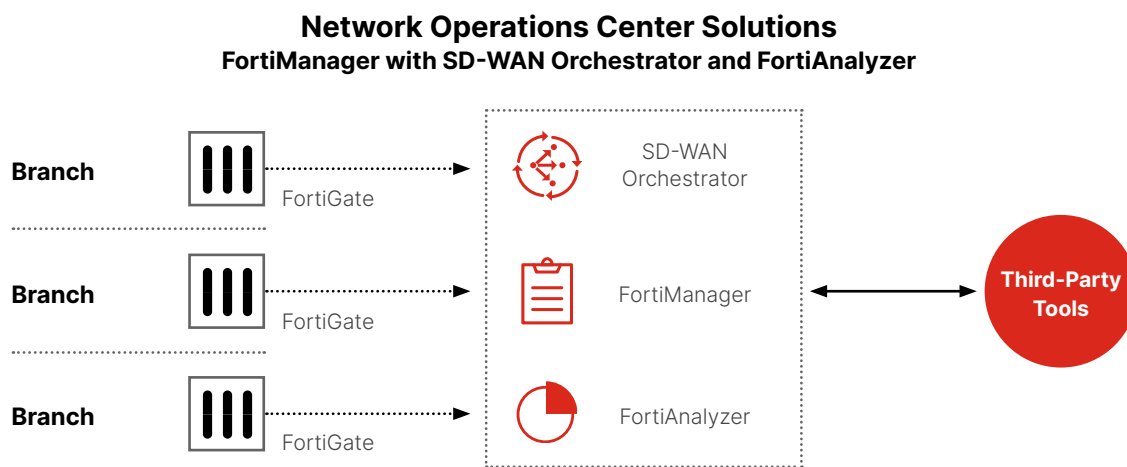 Network Operations Center Solutions
FortiManager with SD-WAN Orchestrator and FortiAnalyzer
Branch
FortiGate
SD-WAN
Orchestrator
Branch
FortiGate
FortiManager
Third-Party
Tools
Branch
FortiGate
FortiAnalyzer